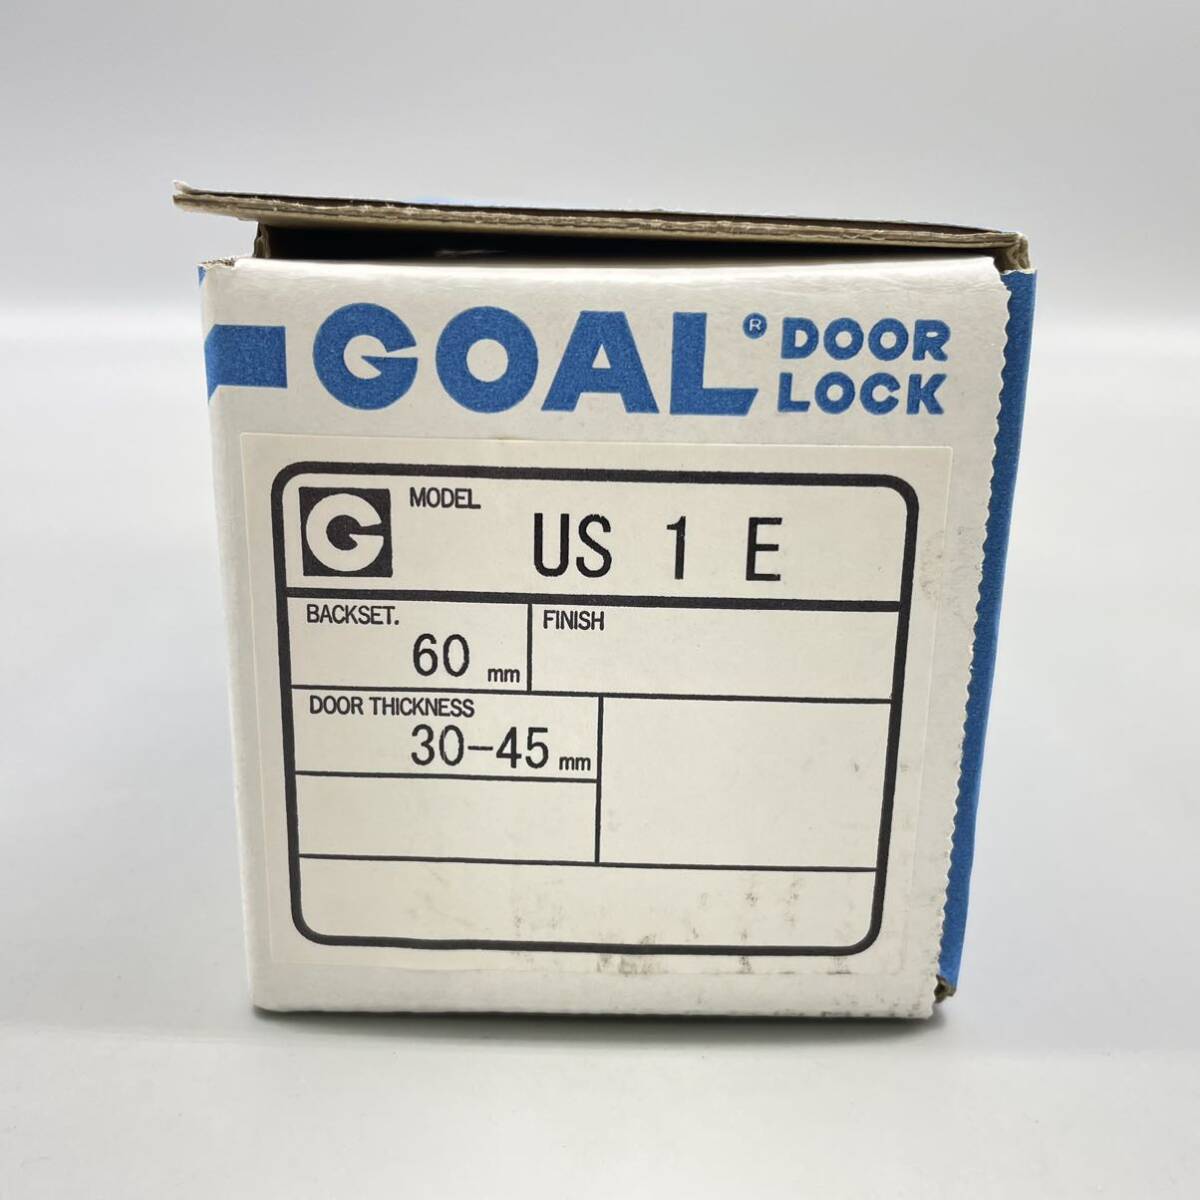 GOAL® DOOR LOCK
G
MODEL
US 1 E
BACKSET.
60 mm
FINISH
DOOR THICKNESS
30-45 mm